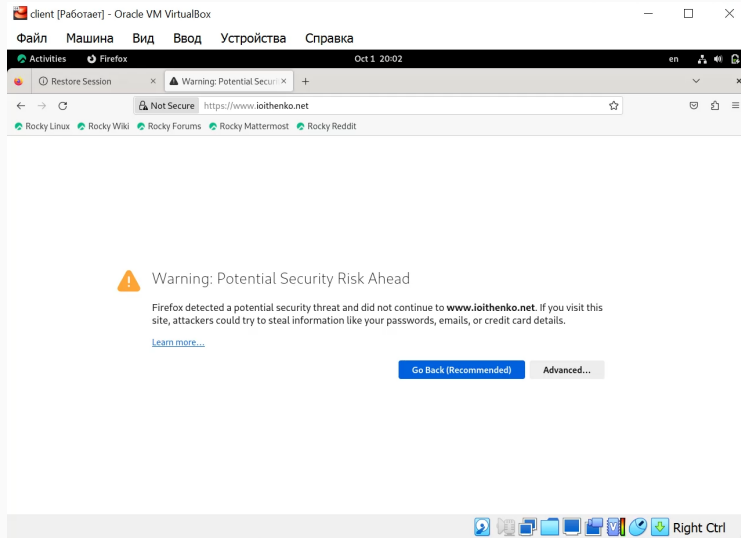 client [Работает] - Oracle VM VirtualBox
Файл Машина Вид Ввод Устройства Справка
Activities Firefox Oct 1 20:02 en
Restore Session × Warning: Potential Securi × +
Not Secure https://www.ioithenko.net
Rocky Linux Rocky Wiki Rocky Forums Rocky Mattermost Rocky Reddit
Warning: Potential Security Risk Ahead
Firefox detected a potential security threat and did not continue to www.ioithenko.net. If you visit this
site, attackers could try to steal information like your passwords, emails, or credit card details.
Learn more...
Go Back (Recommended) Advanced...
Right Ctrl